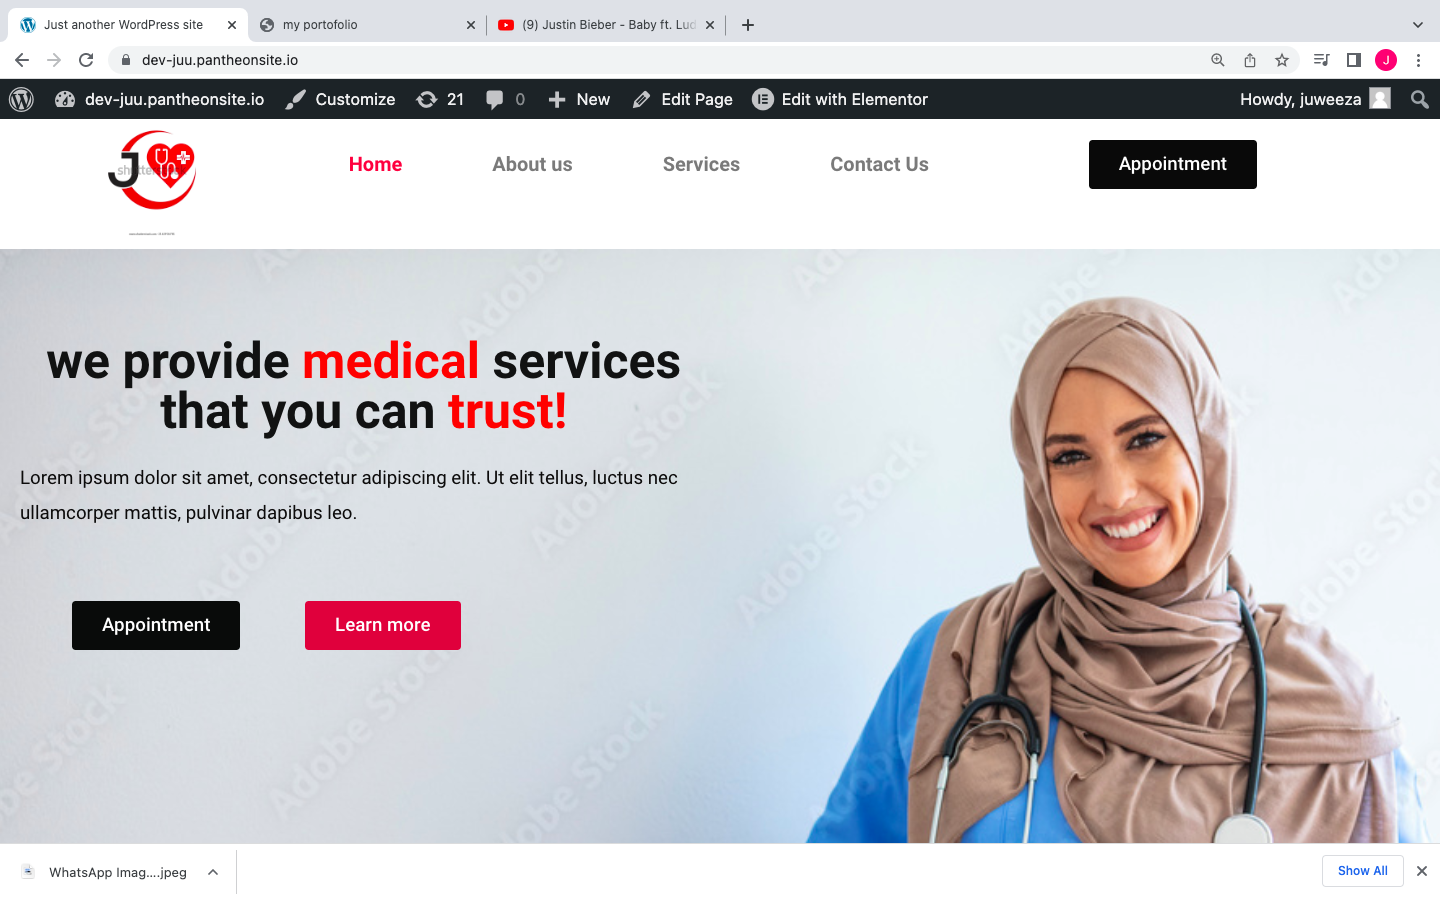 Just another WordPress site
my portofolio
(9) Justin Bieber - Baby ft. Lud
dev-juu.pantheonsite.io
J
dev-juu.pantheonsite.io
Customize
21
0
New
Edit Page
Edit with Elementor
Howdy, juweeza
J
Home
About us
Services
Contact Us
Appointment
we provide medical services
that you can trust!
Lorem ipsum dolor sit amet, consectetur adipiscing elit. Ut elit tellus, luctus nec
ullamcorper mattis, pulvinar dapibus leo.
Appointment
Learn more
Adobe Stock
WhatsApp Imag....jpeg
Show All